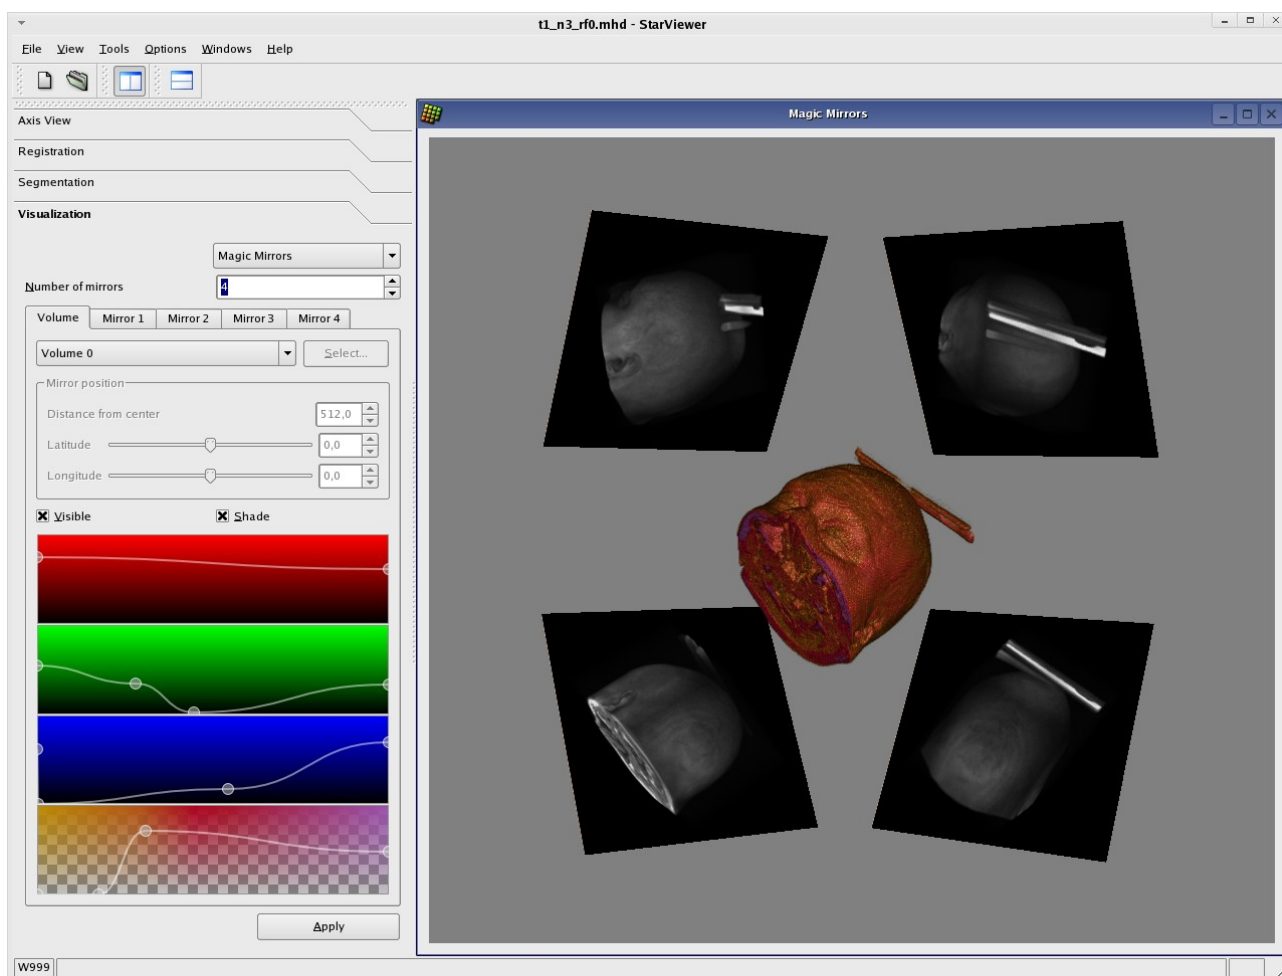 t1_n3_rf0.mhd - StarViewer
File View Tools Options Windows Help
Axis View
Registration
Segmentation
Visualization
Magic Mirrors
Number of mirrors 4
Volume Mirror 1 Mirror 2 Mirror 3 Mirror 4
Volume 0 Select...
Mirror position
Distance from center 512,0
Latitude 0,0
Longitude 0,0
Visible Shade
Apply
W999
Magic Mirrors